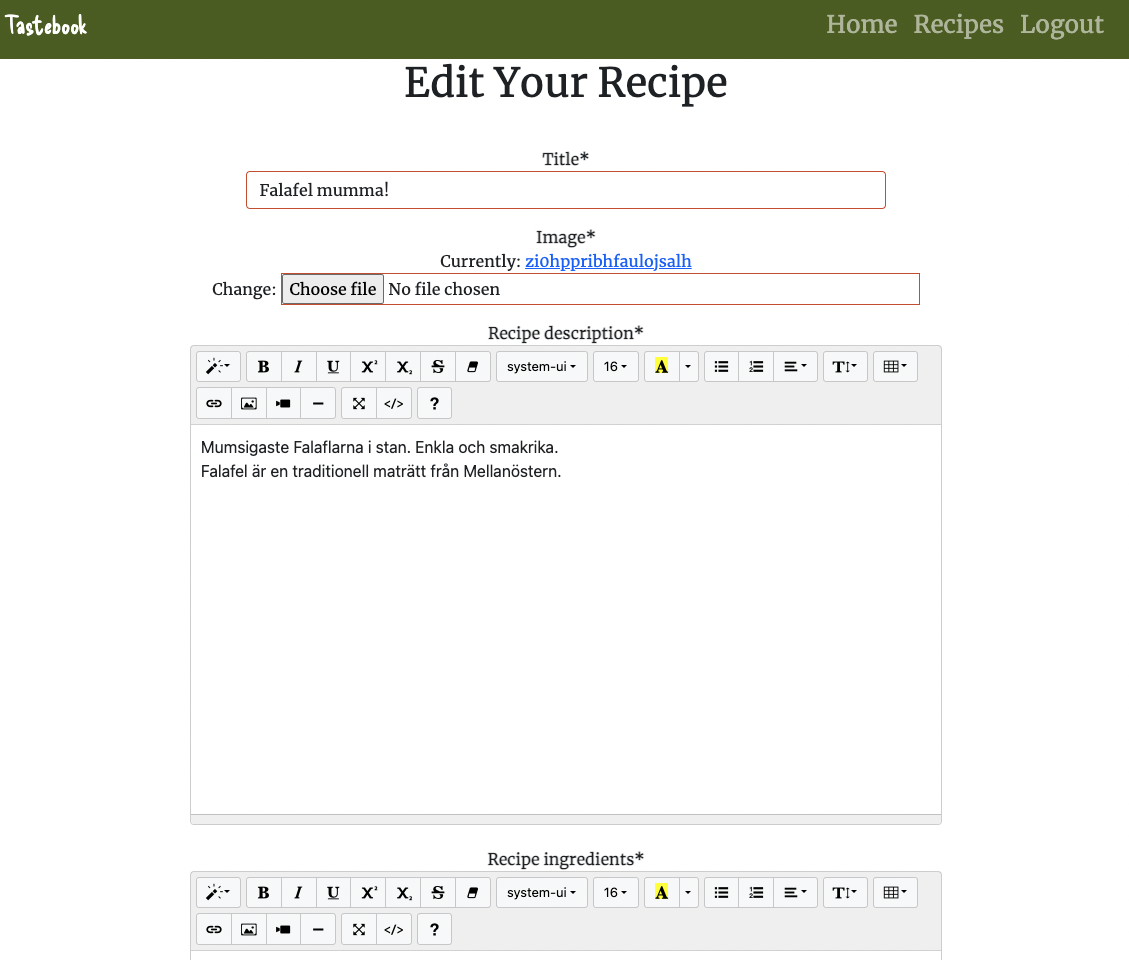 Tastebook
Home Recipes Logout
Edit Your Recipe
Title*
Falafel mumma!
Image*
Currently: zi0hppribhfaulojsalh
Change: Choose file No file chosen
Recipe description*
B I U X² X₂ S system-ui 16 A T
</> ?
Mumsigaste Falaflarna i stan. Enkla och smakrika.
Falafel är en traditionell maträtt från Mellanöstern.
Recipe ingredients*
B I U X² X₂ S system-ui 16 A T
</> ?